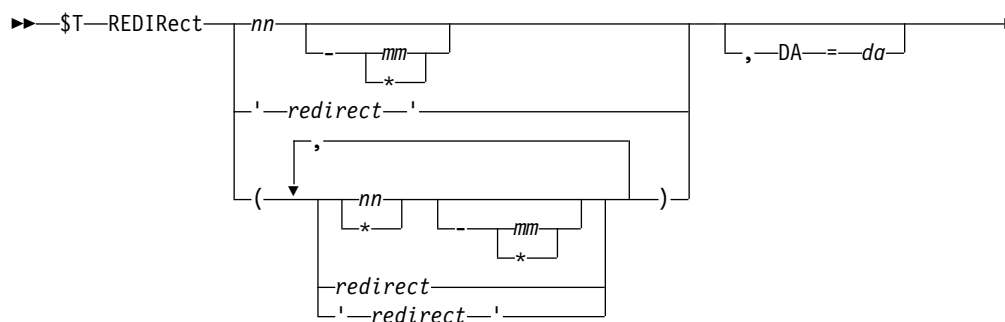 $T REDIRect nn
- mm , DA = da
*
' redirect '
,
( nn )
* - mm
*
redirect
' redirect '